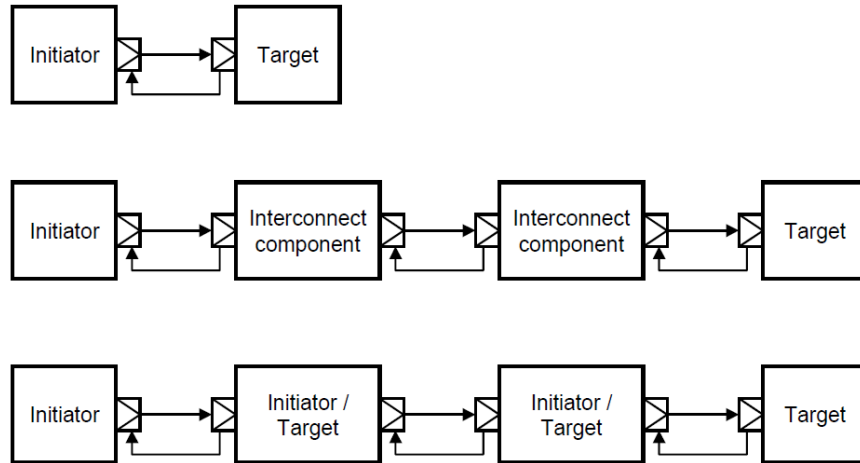 Initiator
Target
Initiator
Interconnect
component
Interconnect
component
Target
Initiator
Initiator /
Target
Initiator /
Target
Target